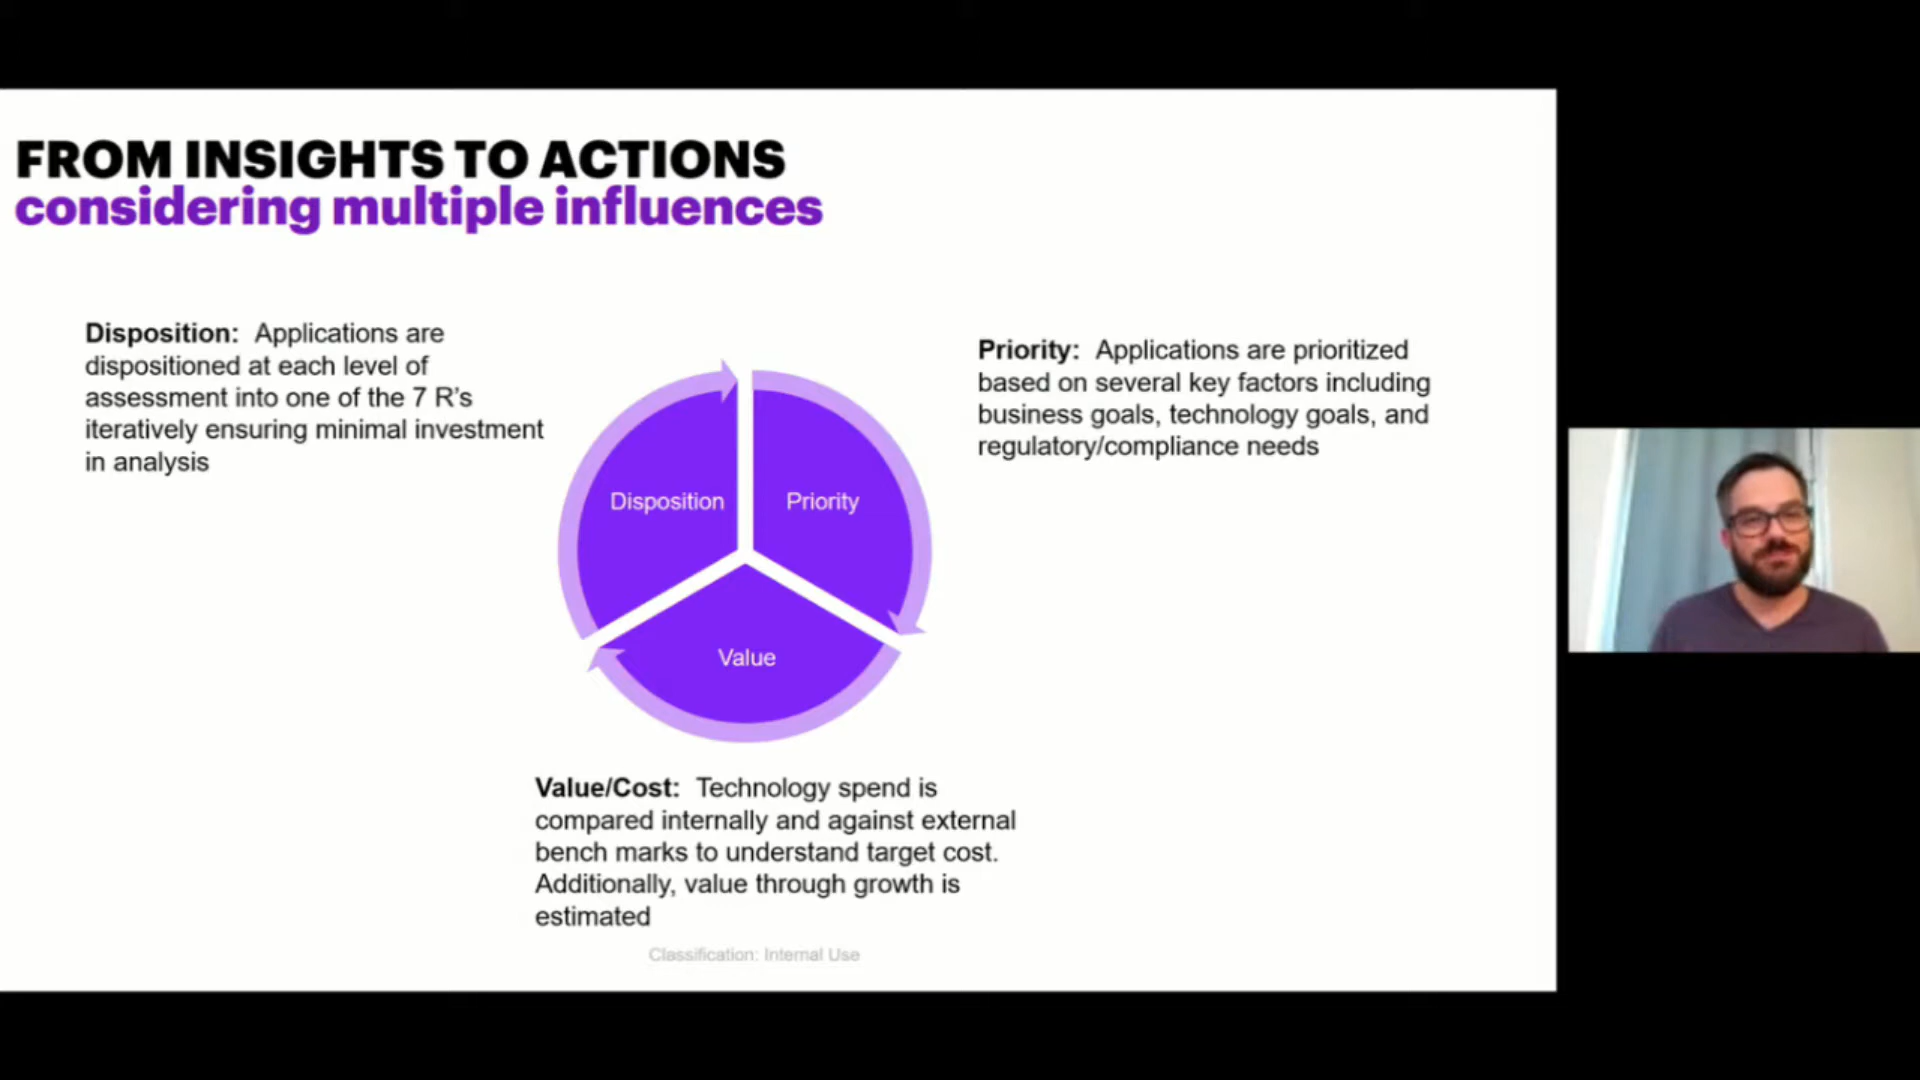 FROM INSIGHTS TO ACTIONS
considering multiple influences
Disposition: Applications are
dispositioned at each level of
assessment into one of the 7 R's
iteratively ensuring minimal investment
in analysis
Priority: Applications are prioritized
based on several key factors including
business goals, technology goals, and
regulatory/compliance needs
Disposition
Priority
Value
Value/Cost: Technology spend is
compared internally and against external
bench marks to understand target cost.
Additionally, value through growth is
estimated
Classification: Internal Use